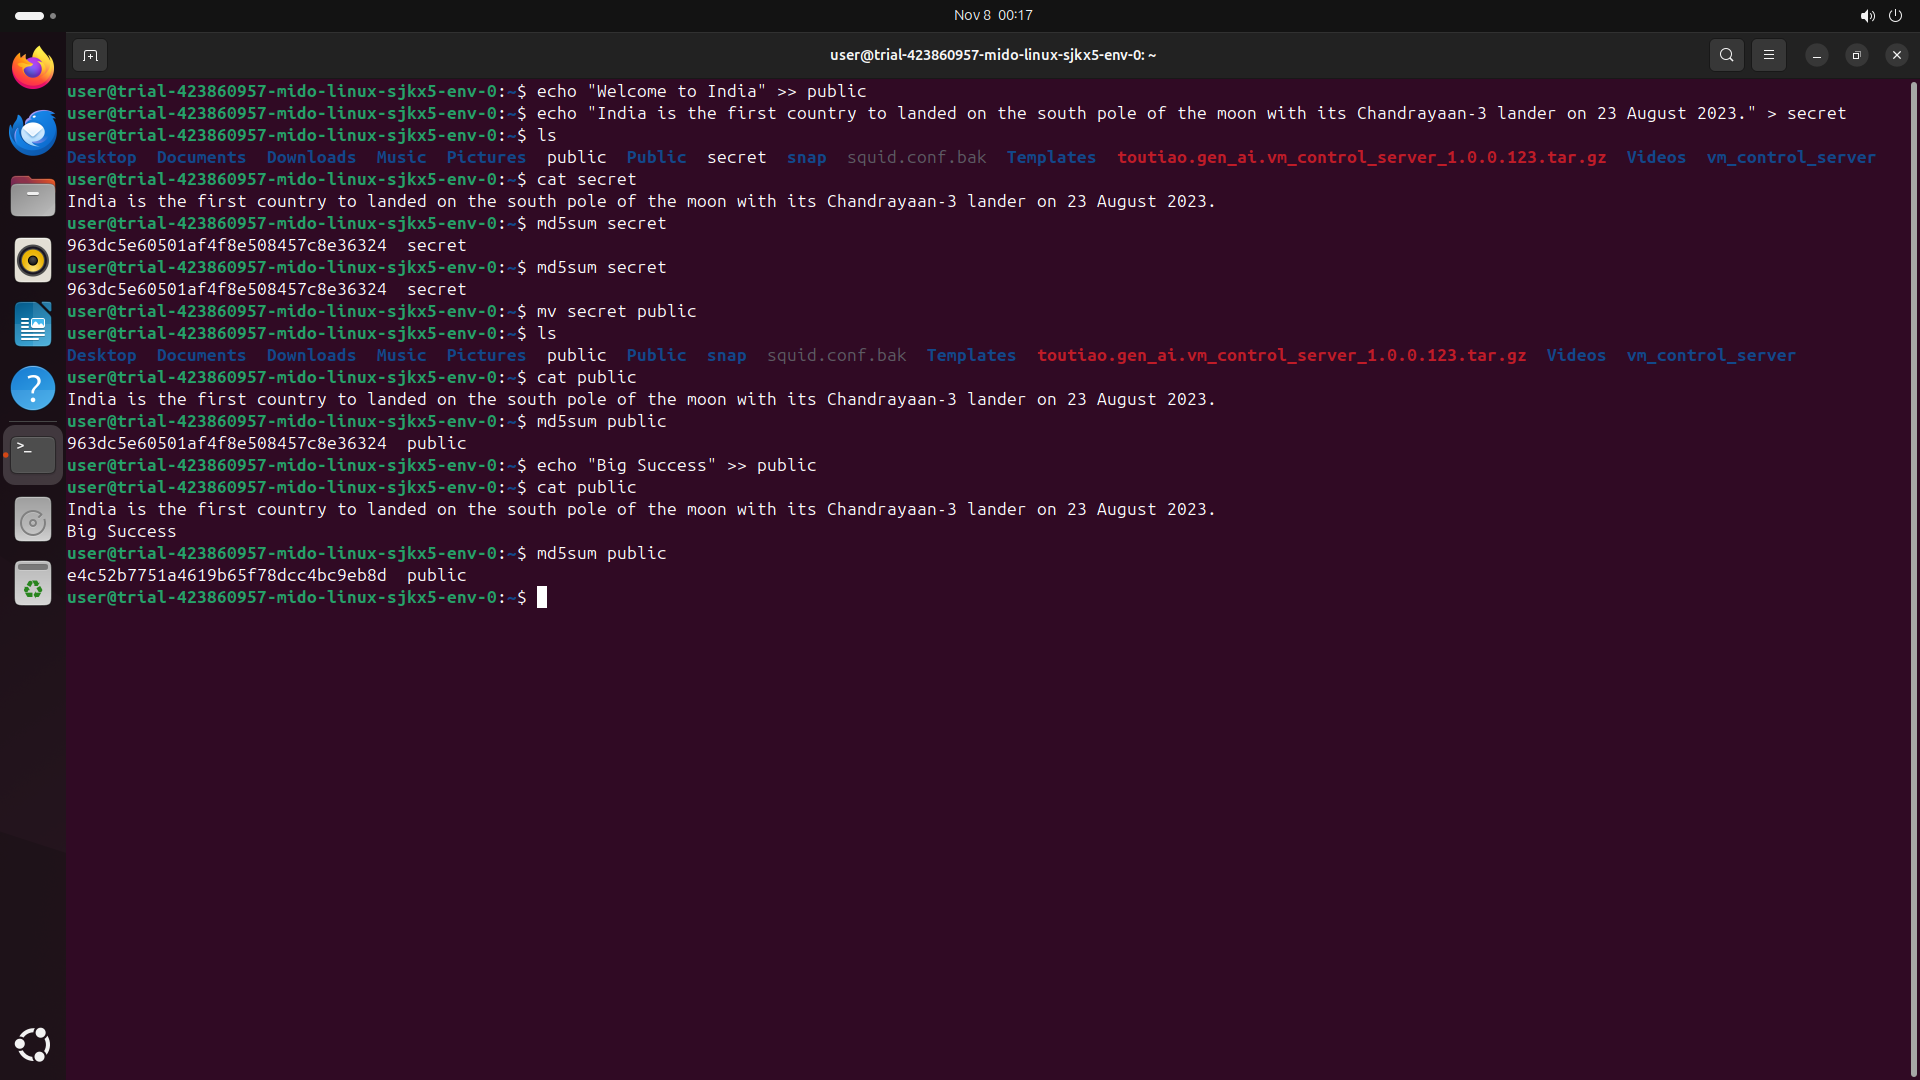 Nov 8 00:17
user@trial-423860957-mido-linux-sjkx5-env-0: ~
user@trial-423860957-mido-linux-sjkx5-env-0:~$ echo "Welcome to India" >> public
user@trial-423860957-mido-linux-sjkx5-env-0:~$ echo "India is the first country to landed on the south pole of the moon with its Chandrayaan-3 lander on 23 August 2023." > secret
user@trial-423860957-mido-linux-sjkx5-env-0:~$ ls
Desktop Documents Downloads Music Pictures public Public secret snap squid.conf.bak Templates toutiao.gen_ai.vm_control_server_1.0.0.123.tar.gz Videos vm_control_server
user@trial-423860957-mido-linux-sjkx5-env-0:~$ cat secret
India is the first country to landed on the south pole of the moon with its Chandrayaan-3 lander on 23 August 2023.
user@trial-423860957-mido-linux-sjkx5-env-0:~$ md5sum secret
963dc5e60501af4f8e508457c8e36324 secret
user@trial-423860957-mido-linux-sjkx5-env-0:~$ md5sum secret
963dc5e60501af4f8e508457c8e36324 secret
user@trial-423860957-mido-linux-sjkx5-env-0:~$ mv secret public
user@trial-423860957-mido-linux-sjkx5-env-0:~$ ls
Desktop Documents Downloads Music Pictures public Public snap squid.conf.bak Templates toutiao.gen_ai.vm_control_server_1.0.0.123.tar.gz Videos vm_control_server
user@trial-423860957-mido-linux-sjkx5-env-0:~$ cat public
India is the first country to landed on the south pole of the moon with its Chandrayaan-3 lander on 23 August 2023.
user@trial-423860957-mido-linux-sjkx5-env-0:~$ md5sum public
963dc5e60501af4f8e508457c8e36324 public
user@trial-423860957-mido-linux-sjkx5-env-0:~$ echo "Big Success" >> public
user@trial-423860957-mido-linux-sjkx5-env-0:~$ cat public
India is the first country to landed on the south pole of the moon with its Chandrayaan-3 lander on 23 August 2023.
Big Success
user@trial-423860957-mido-linux-sjkx5-env-0:~$ md5sum public
e4c52b7751a4619b65f78dcc4bc9eb8d public
user@trial-423860957-mido-linux-sjkx5-env-0:~$